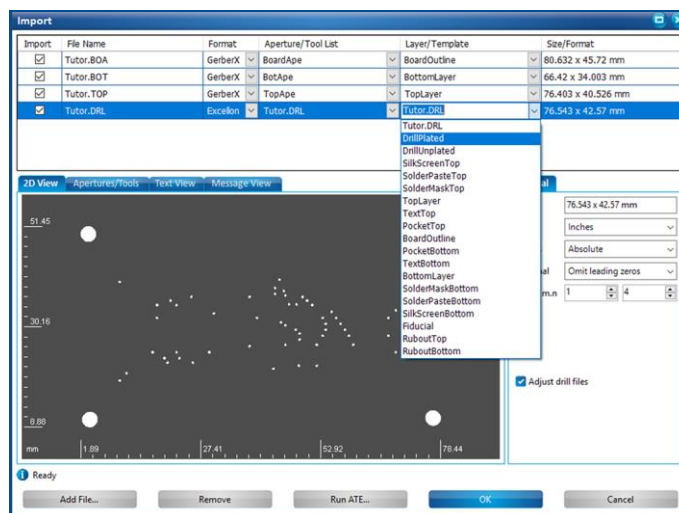 Import
Import File Name Format Aperture/Tool List Layer/Template Size/Format
Tutor.BOA GerberX BoardApe BoardOutline 80.632 x 45.72 mm
Tutor.BOT GerberX BotApe BottomLayer 66.42 x 34.003 mm
Tutor.TOP GerberX TopApe TopLayer 76.403 x 40.526 mm
Tutor.DRL Excellon Tutor.DRL Tutor.DRL 76.543 x 42.57 mm
Tutor.DRL
DrillPlated
DrillUnplated
SilkScreenTop
SolderPasteTop
SolderMaskTop
TopLayer
TextTop
PocketTop
BoardOutline
PocketBottom
TextBottom
BottomLayer
SolderMaskBottom
SolderPasteBottom
SilkScreenBottom
Fiducial
RuboutTop
RuboutBottom
2D View Apertures/Tools Text View Message View
51.45
30.16
8.88
mm 1.89 27.41 52.92 78.44
76.543 x 42.57 mm
Inches
Absolute
Omit leading zeros
m.n 1 4
Adjust drill files
Ready
Add File... Remove Run ATE... OK Cancel